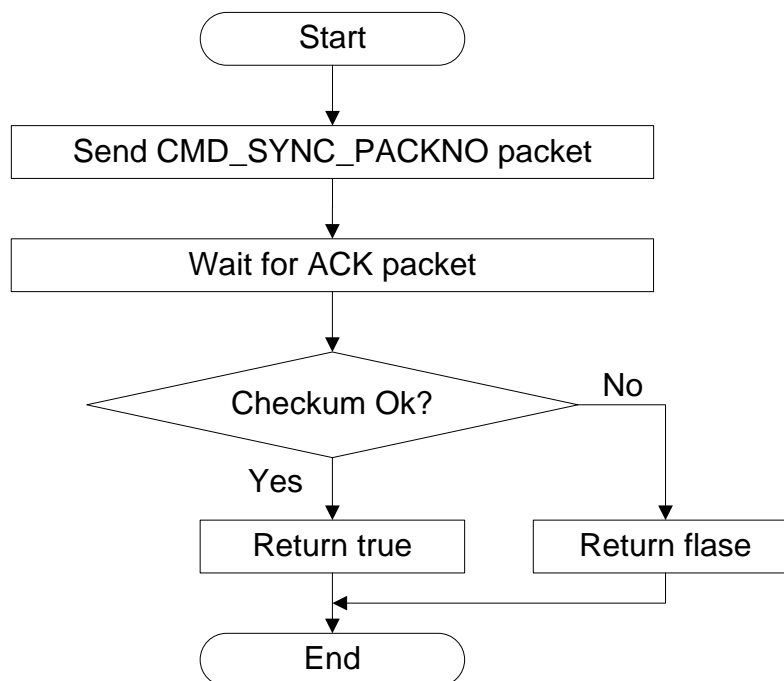 Start
Send CMD_SYNC_PACKNO packet
Wait for ACK packet
Checkum Ok?
No
Yes
Return true
Return flase
End